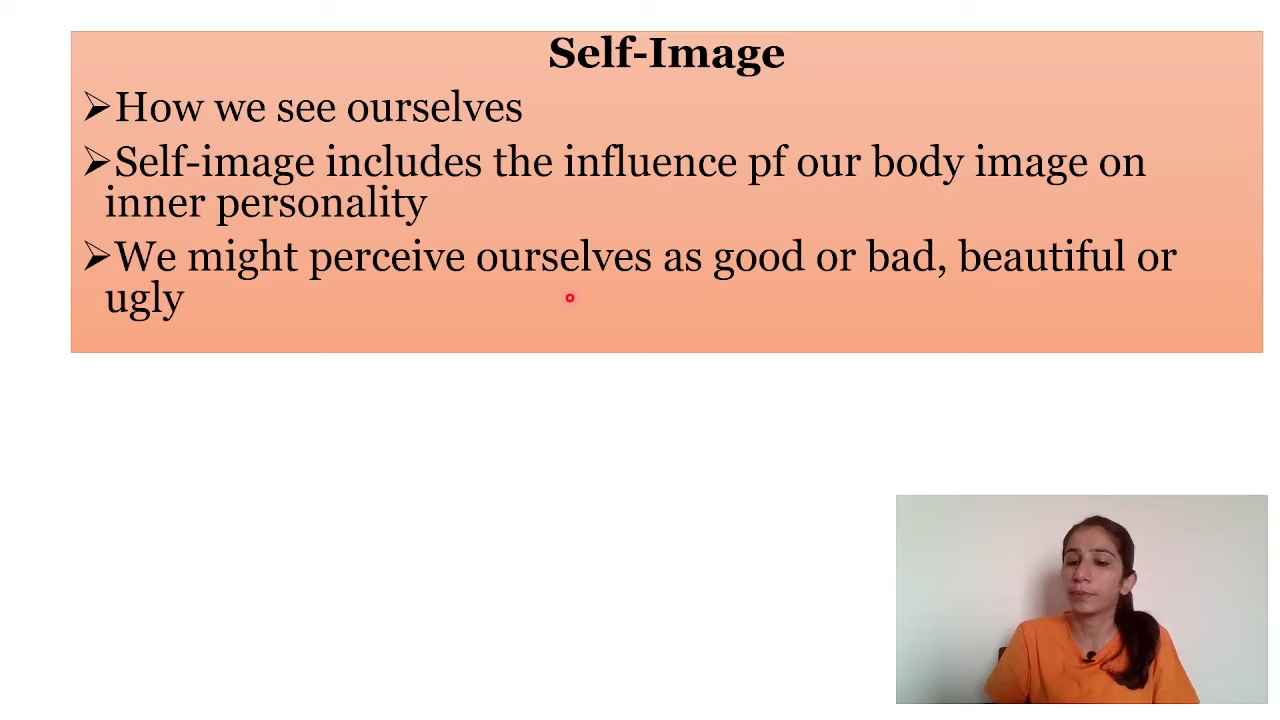 Self-Image
➢How we see ourselves
➢Self-image includes the influence pf our body image on
inner personality
➢We might perceive ourselves as good or bad, beautiful or
ugly